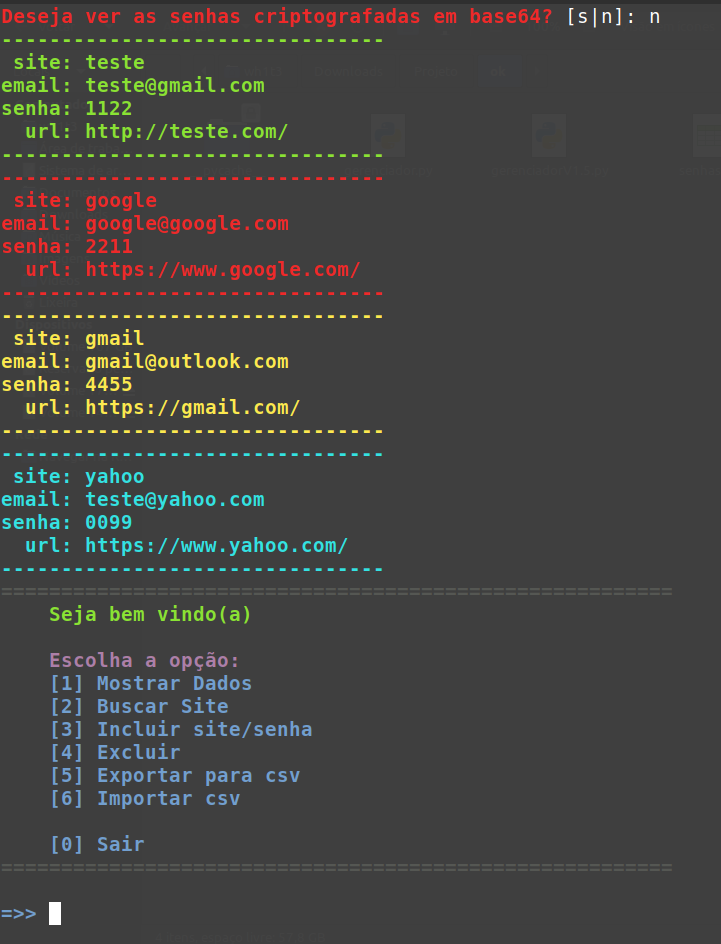 Deseja ver as senhas criptografadas em base64? [s|n]: n
--------------------------------
site: teste
email: teste@gmail.com
senha: 1122
url: http://teste.com/
--------------------------------
--------------------------------
site: google
email: google@google.com
senha: 2211
url: https://www.google.com/
--------------------------------
--------------------------------
site: gmail
email: gmail@outlook.com
senha: 4455
url: https://gmail.com/
--------------------------------
--------------------------------
site: yahoo
email: teste@yahoo.com
senha: 0099
url: https://www.yahoo.com/
--------------------------------
========================================================
Seja bem vindo(a)
Escolha a opção:
[1] Mostrar Dados
[2] Buscar Site
[3] Incluir site/senha
[4] Excluir
[5] Exportar para csv
[6] Importar csv
[0] Sair
========================================================
=>>